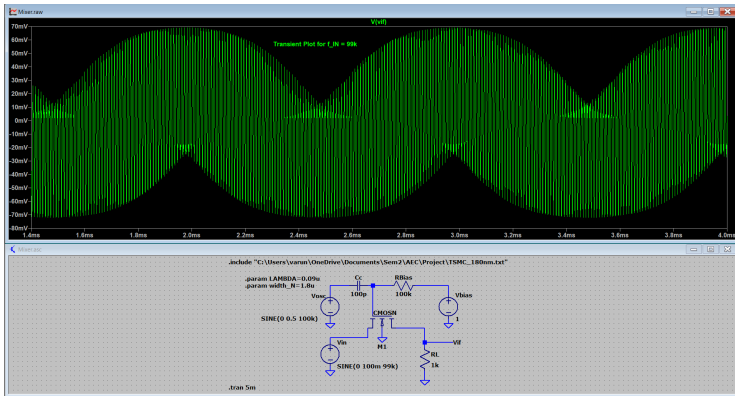 Miser.raw
V(vif)
70mV
60mV
50mV
40mV
30mV
20mV
10mV
0mV
-10mV
-20mV
-30mV
-40mV
-50mV
-60mV
-70mV
-80mV
Transient Plot for f_IN = 99k
1.4ms 1.6ms 1.8ms 2.0ms 2.2ms 2.4ms 2.6ms 2.8ms 3.0ms 3.2ms 3.4ms 3.6ms 3.8ms 4.0ms
Miser.asc
.include "C:\Users\varun\OneDrive\Documents\Sem2\AEC\Project\TSMC_180nm.txt"
.param LAMBDA=0.09u
.param width_N=1.8u
Cc
100p
RBias
100k
Vosc
SINE(0 0.5 100k)
Vbias
1
CMOSN
M1
Vin
SINE(0 100m 99k)
Vif
RL
1k
.tran 5m